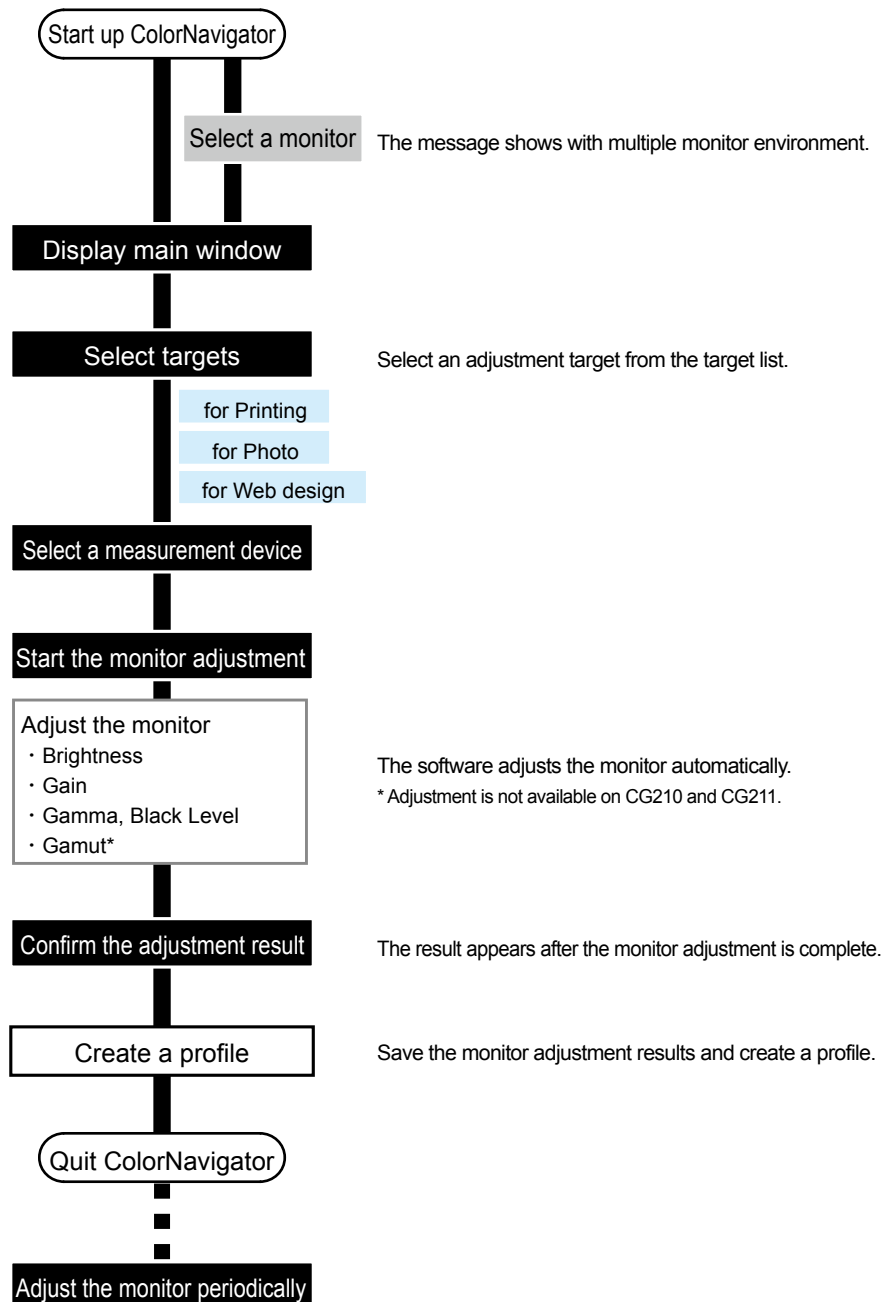 Start up ColorNavigator
Select a monitor
The message shows with multiple monitor environment.
Display main window
Select targets
Select an adjustment target from the target list.
for Printing
for Photo
for Web design
Select a measurement device
Start the monitor adjustment
Adjust the monitor
・Brightness
・Gain
・Gamma, Black Level
・Gamut*
The software adjusts the monitor automatically.
* Adjustment is not available on CG210 and CG211.
Confirm the adjustment result
The result appears after the monitor adjustment is complete.
Create a profile
Save the monitor adjustment results and create a profile.
Quit ColorNavigator
Adjust the monitor periodically